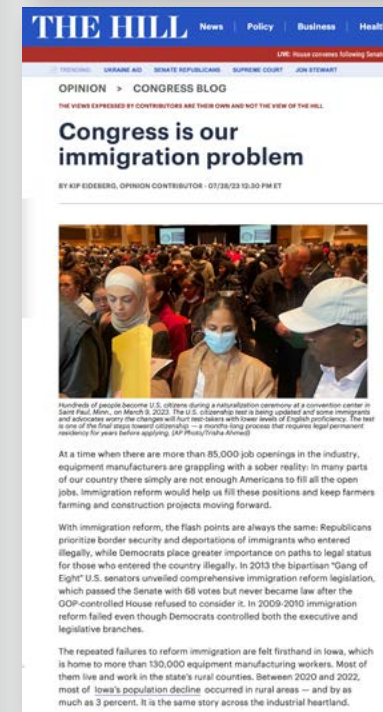 THE HILL News Policy Business Health
LIVE: House convenes following Senate
TRENDING: UKRAINE AID SENATE REPUBLICANS SUPREME COURT JON STEWART
OPINION > CONGRESS BLOG
THE VIEWS EXPRESSED BY CONTRIBUTORS ARE THEIR OWN AND NOT THE VIEW OF THE HILL
Congress is our
immigration problem
BY KIP EIDEBERG, OPINION CONTRIBUTOR - 07/28/23 12:30 PM ET
Hundreds of people become U.S. citizens during a naturalization ceremony at a convention center in
Saint Paul, Minn., on March 9, 2023. The U.S. citizenship test is being updated and some immigrants
and advocates worry the changes will hurt test-takers with lower levels of English proficiency. The test
is one of the final steps toward citizenship — a months-long process that requires legal permanent
residency for years before applying. (AP Photo/Trisha Ahmed)
At a time when there are more than 85,000 job openings in the industry,
equipment manufacturers are grappling with a sober reality: In many parts
of our country there simply are not enough Americans to fill all the open
jobs. Immigration reform would help us fill these positions and keep farmers
farming and construction projects moving forward.
With immigration reform, the flash points are always the same: Republicans
prioritize border security and deportations of immigrants who entered
illegally, while Democrats place greater importance on paths to legal status
for those who entered the country illegally. In 2013 the bipartisan “Gang of
Eight” U.S. senators unveiled comprehensive immigration reform legislation,
which passed the Senate with 68 votes but never became law after the
GOP-controlled House refused to consider it. In 2009-2010 immigration
reform failed even though Democrats controlled both the executive and
legislative branches.
The repeated failures to reform immigration are felt firsthand in Iowa, which
is home to more than 130,000 equipment manufacturing workers. Most of
them live and work in the state’s rural counties. Between 2020 and 2022,
most of Iowa’s population decline occurred in rural areas — and by as
much as 3 percent. It is the same story across the industrial heartland.